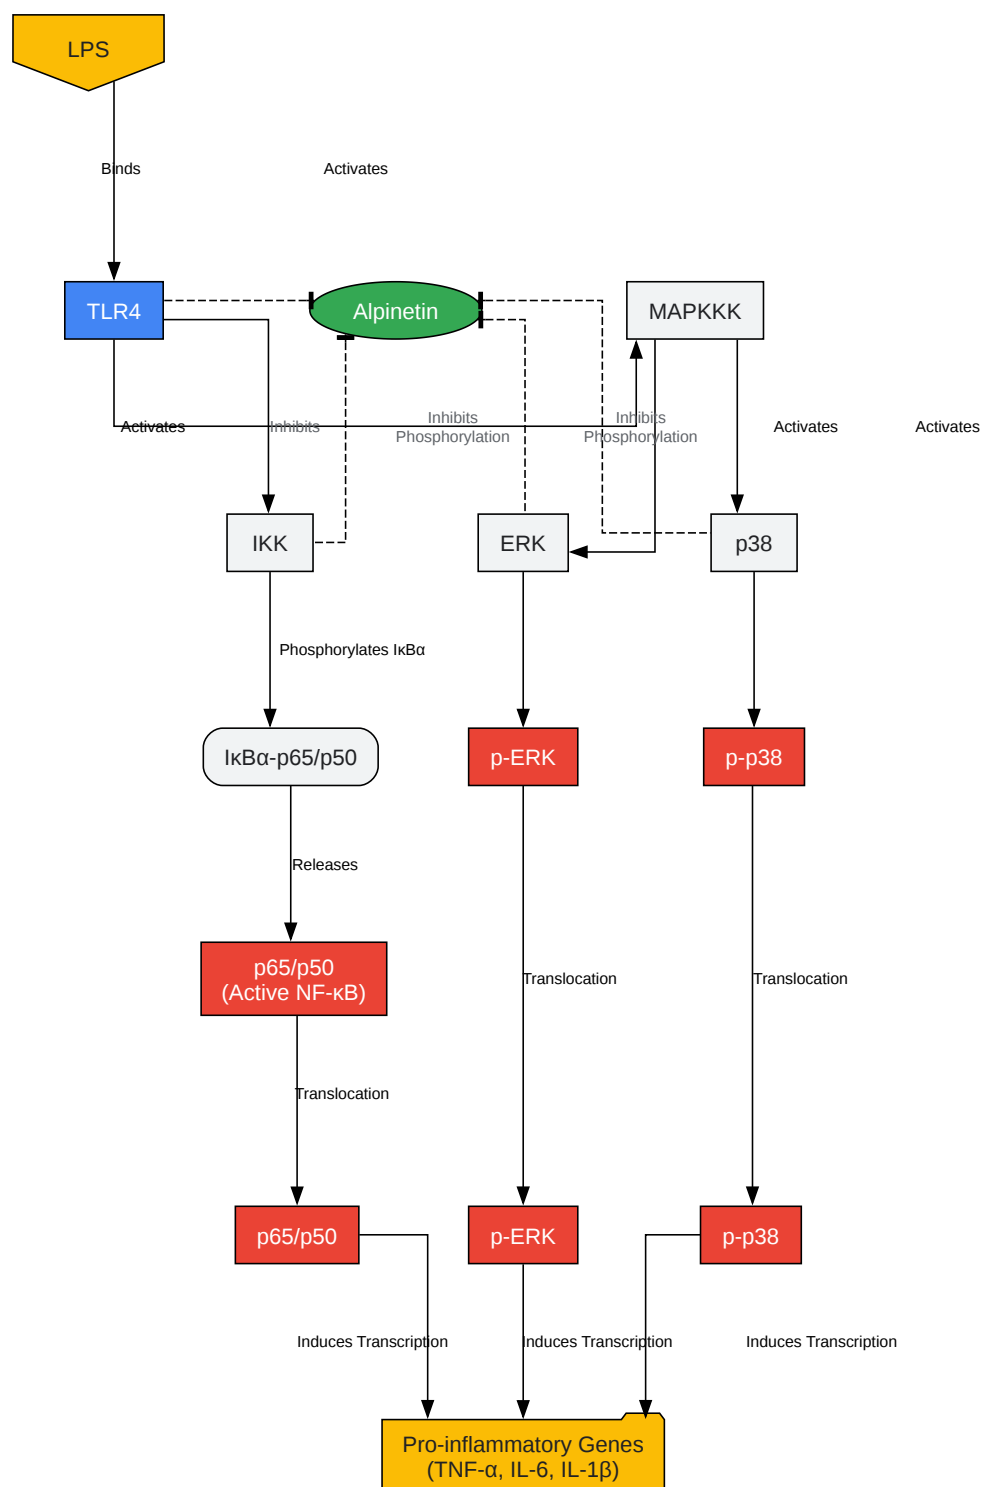 LPS
Binds
Activates
TLR4
Alpinetin
MAPKKK
Activates
Inhibits
Inhibits
Phosphorylation
Inhibits
Phosphorylation
Activates
Activates
IKK
ERK
p38
Phosphorylates IκBα
IκBα-p65/p50
p-ERK
p-p38
Releases
p65/p50
(Active NF-κB)
Translocation
Translocation
Translocation
p65/p50
p-ERK
p-p38
Induces Transcription
Induces Transcription
Induces Transcription
Pro-inflammatory Genes
(TNF-α, IL-6, IL-1β)